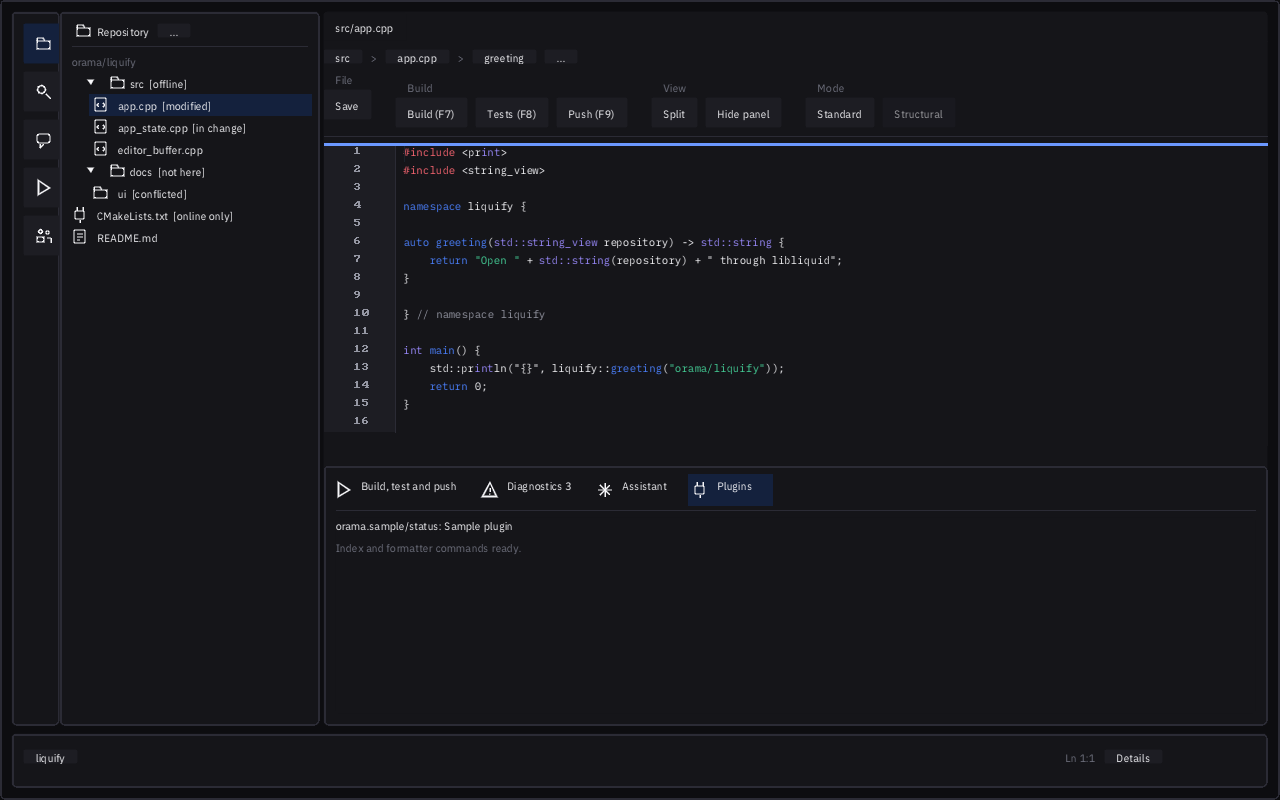 Repository ...
orama/liquify
src [offline]
app.cpp [modified]
app_state.cpp [in change]
editor_buffer.cpp
docs [not here]
ui [conflicted]
CMakeLists.txt [online only]
README.md
src/app.cpp
src > app.cpp > greeting ...
File Build View Mode
Save Build (F7) Tests (F8) Push (F9) Split Hide panel Standard Structural
1 #include <print>
2 #include <string_view>
3
4 namespace liquify {
5
6 auto greeting(std::string_view repository) -> std::string {
7     return "Open " + std::string(repository) + " through libliquid";
8 }
9
10 } // namespace liquify
11
12 int main() {
13     std::println("{}", liquify::greeting("orama/liquify"));
14     return 0;
15 }
16
Build, test and push Diagnostics 3 Assistant Plugins
orama.sample/status: Sample plugin
Index and formatter commands ready.
liquify Ln 1:1 Details